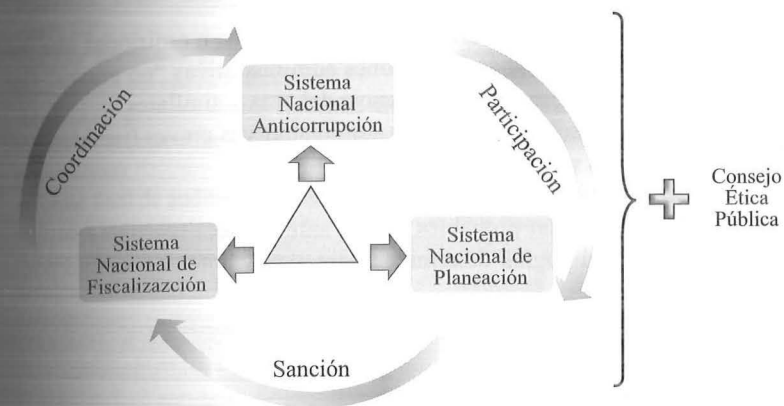 Coordinación
Sistema
Nacional
Anticorrupción
Participación
Sistema
Nacional de
Fiscalizazción
Sistema
Nacional de
Planeación
Sanción
Consejo
Ética
Pública